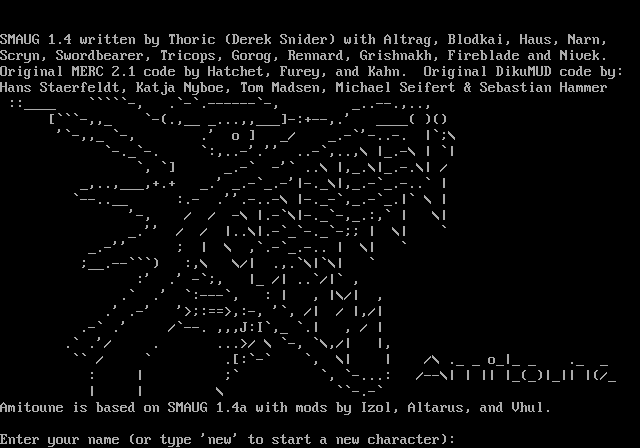 SMAUG 1.4 written by Thoric (Derek Snider) with Altrag, Blodkai, Haus, Narn,
Scryn, Swordbearer, Tricops, Gorog, Rennard, Grishnakh, Fireblade and Nivek.
Original MERC 2.1 code by Hatchet, Furey, and Kahn.  Original DikuMUD code by:
Hans Staerfeldt, Katja Nyboe, Tom Madsen, Michael Seifert & Sebastian Hammer
Amitoune is based on SMAUG 1.4a with mods by Izol, Altarus, and Vhul.
Enter your name (or type 'new' to start a new character):